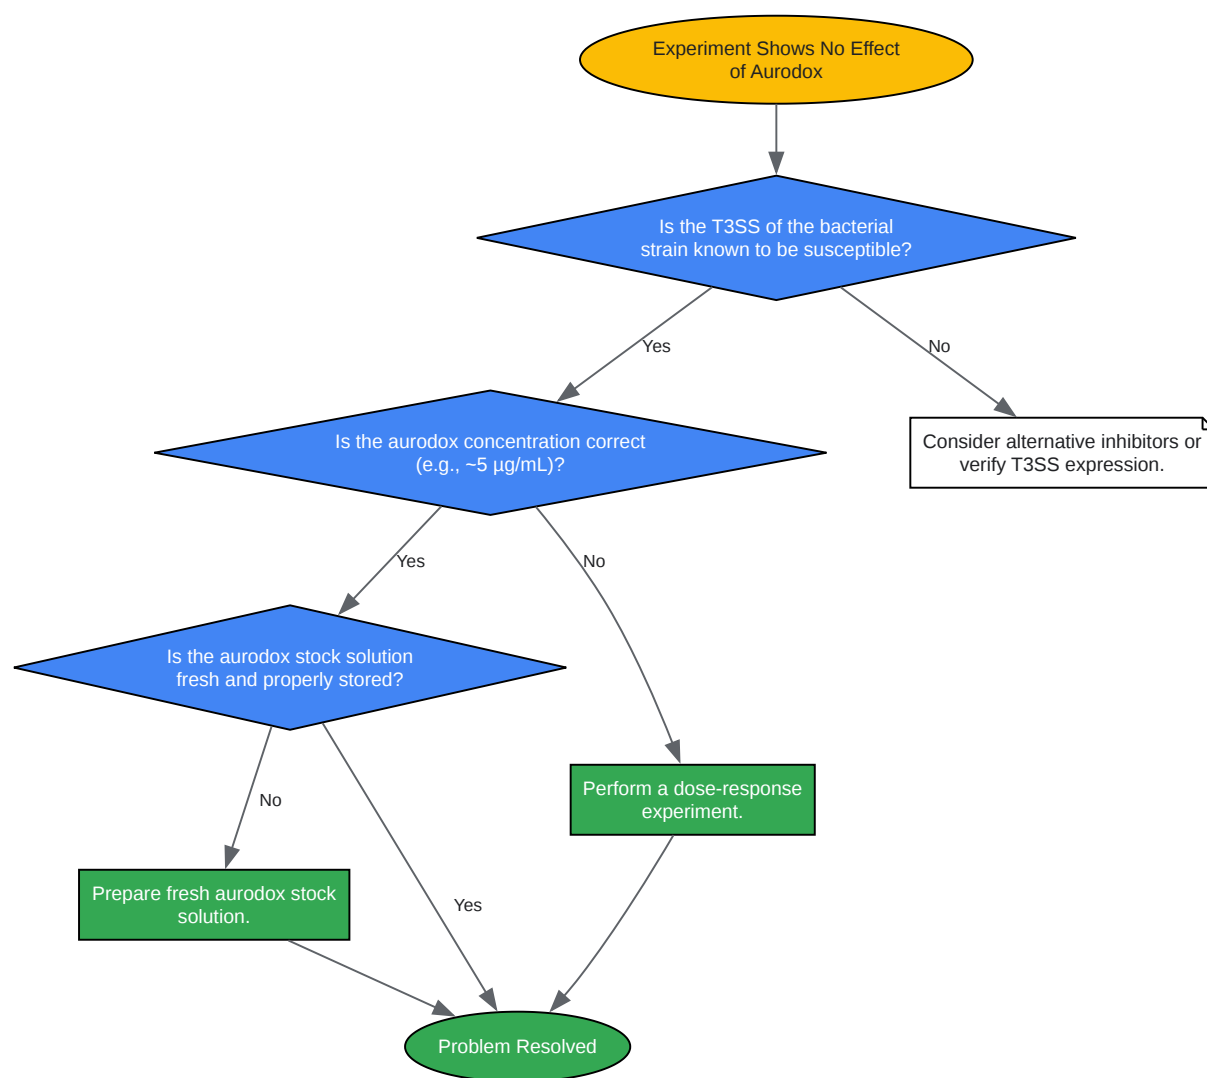 Experiment Shows No Effect
of Aurodox
Is the T3SS of the bacterial
strain known to be susceptible?
Yes
No
Is the aurodox concentration correct
(e.g., ~5 µg/mL)?
Consider alternative inhibitors or
verify T3SS expression.
Yes
No
Is the aurodox stock solution
fresh and properly stored?
Perform a dose-response
experiment.
No
Yes
Prepare fresh aurodox stock
solution.
Problem Resolved